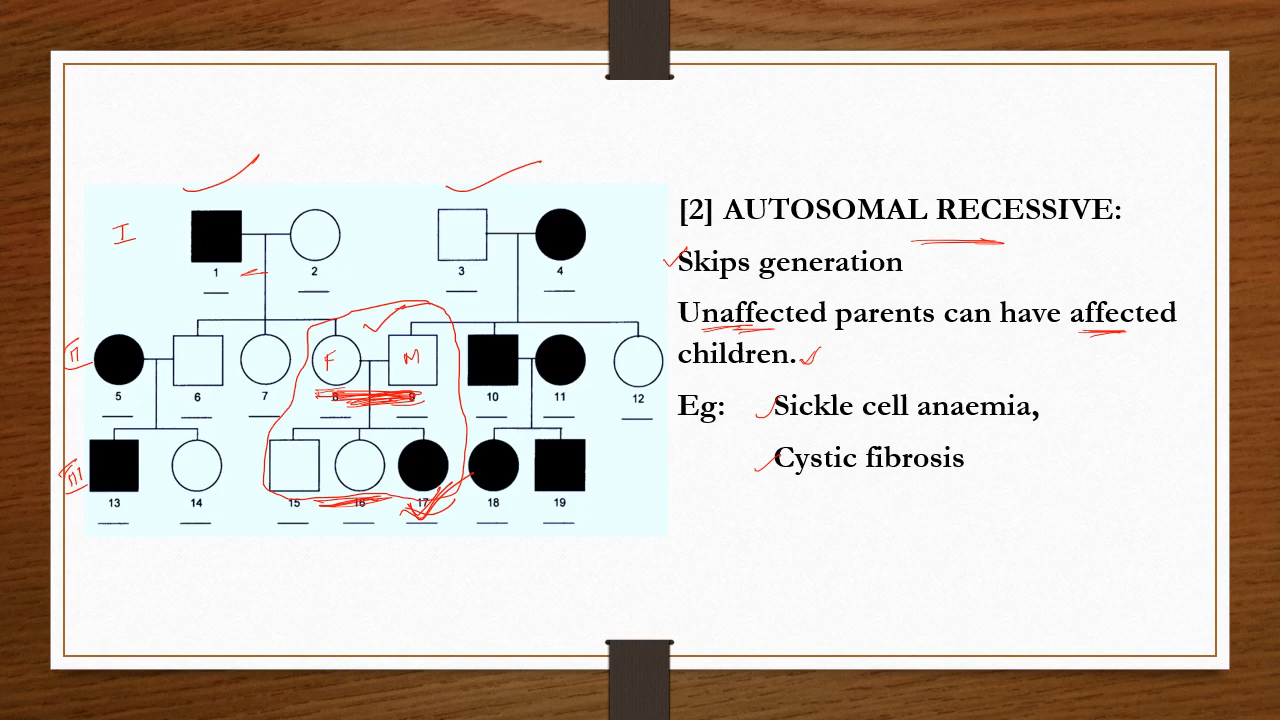 I
1 2 3 4
[2] AUTOSOMAL RECESSIVE:
Skips generation
Unaffected parents can have affected
children.
Eg: Sickle cell anaemia,
Cystic fibrosis
II
F M
5 6 7 8 9 10 11 12
III
13 14 15 16 17 18 19